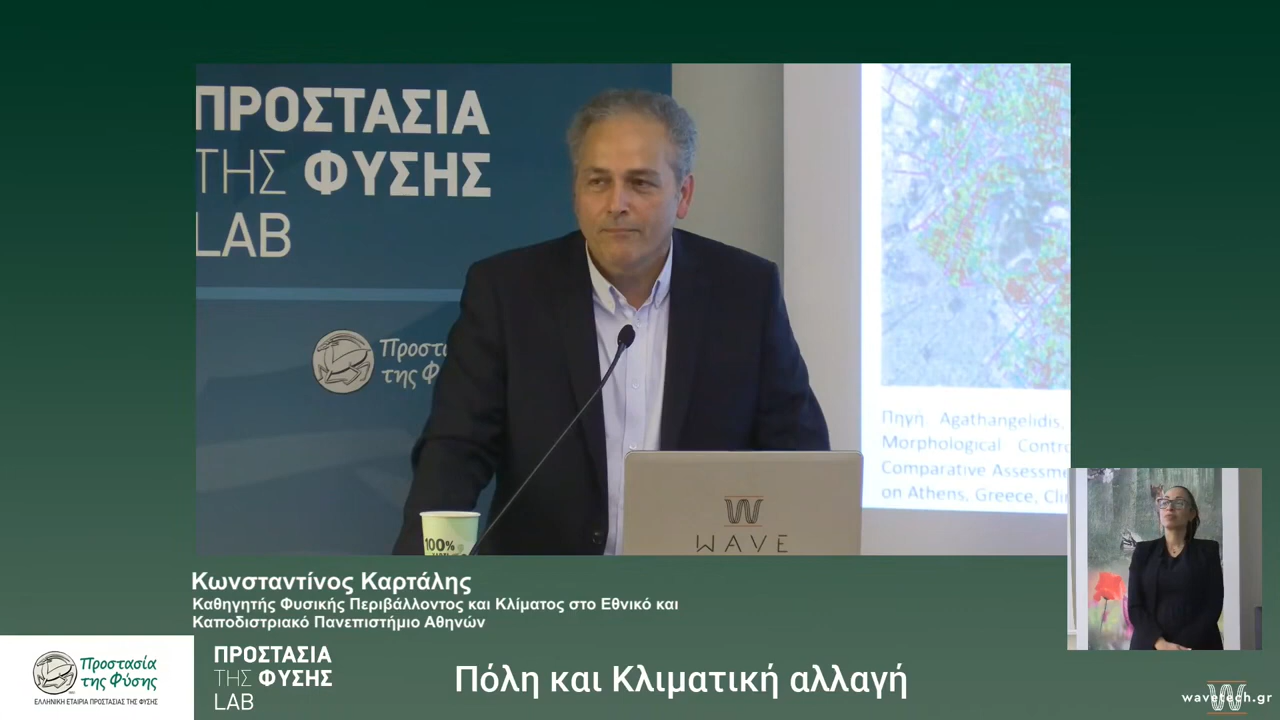 ΠΡΟΣΤΑΣΙΑ
ΤΗΣ ΦΥΣΗΣ
LAB
Προστα
της Φ
Πηγή Agathangelidis,
Morphological Contro
Comparative Assessme
on Athens, Greece, Cli
100%
WAVE
Κωνσταντίνος Καρτάλης
Καθηγητής Φυσικής Περιβάλλοντος και Κλίματος στο Εθνικό και
Καποδιστριακό Πανεπιστήμιο Αθηνών
Προστασία
της Φύσης
ΕΛΛΗΝΙΚΗ ΕΤΑΙΡΙΑ ΠΡΟΣΤΑΣΙΑΣ ΤΗΣ ΦΥΣΗΣ
ΠΡΟΣΤΑΣΙΑ
ΤΗΣ ΦΥΣΗΣ
LAB
Πόλη και Κλιματική αλλαγή
wavetech.gr